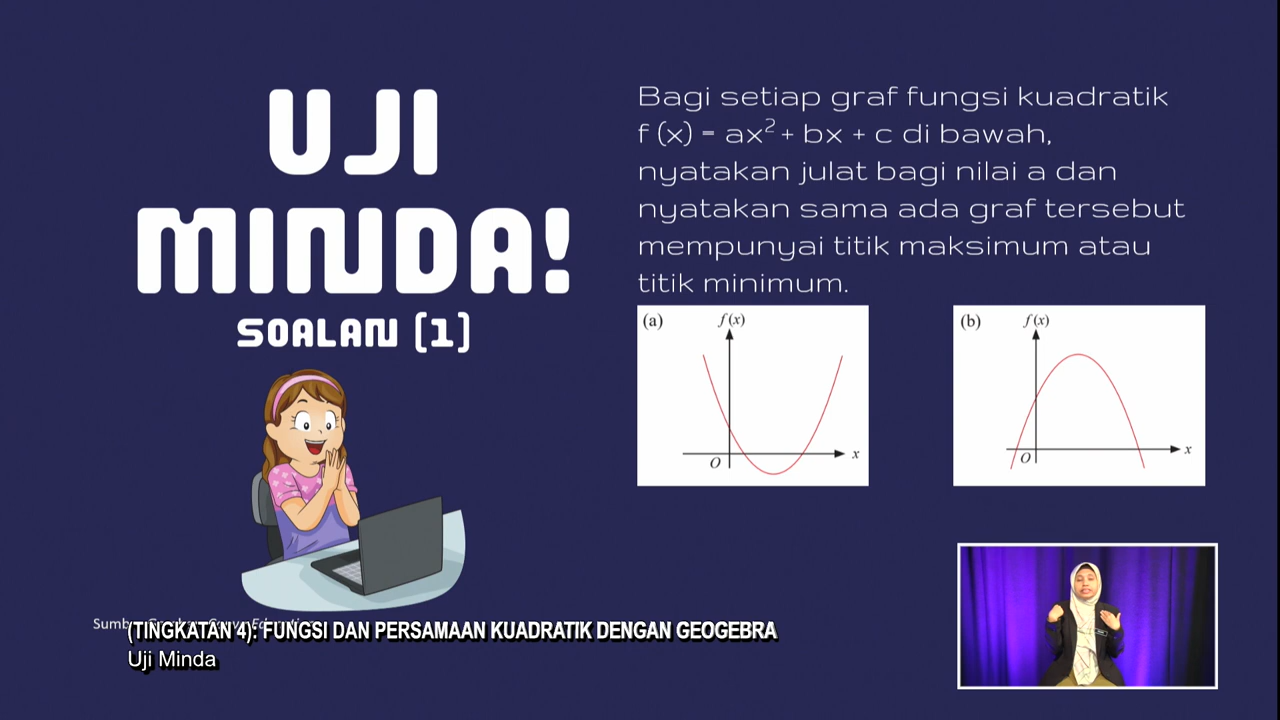 UJI
MINDA!
SOALAN (1)
Bagi setiap graf fungsi kuadratik
f (x) = ax² + bx + c di bawah,
nyatakan julat bagi nilai a dan
nyatakan sama ada graf tersebut
mempunyai titik maksimum atau
titik minimum.
(a) f(x)
O x
(b) f(x)
O x
(TINGKATAN 4): FUNGSI DAN PERSAMAAN KUADRATIK DENGAN GEOGEBRA
Uji Minda